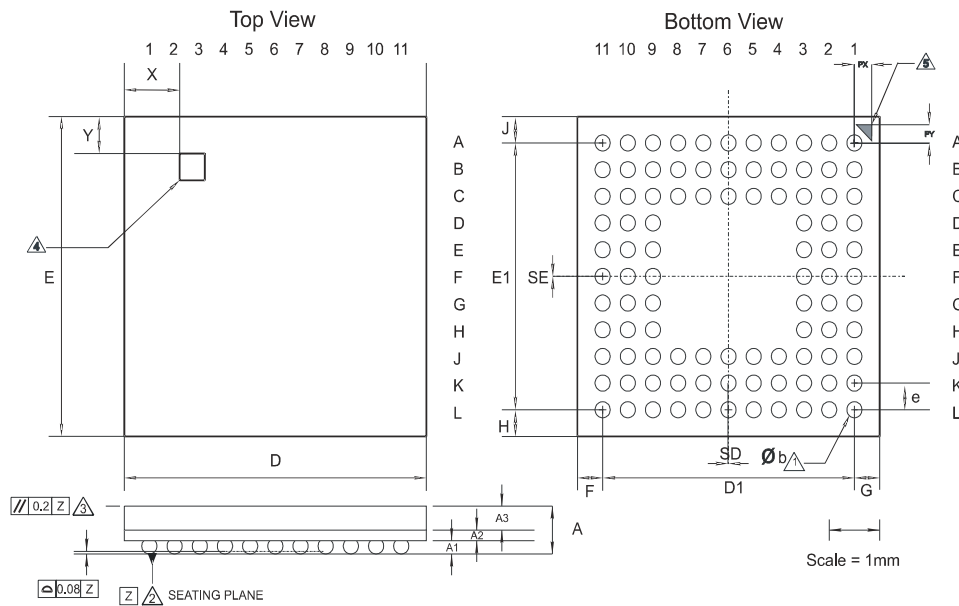 Top View
Bottom View
1 2 3 4 5 6 7 8 9 10 11
11 10 9 8 7 6 5 4 3 2 1
X
PX
5
Y
J
PY
A
B
C
D
E
F
G
H
J
K
L
A
B
C
D
E
F
G
H
J
K
L
4
E
E1
SE
e
H
SD
Ø b 1
D
F
D1
G
// 0.2 Z 3
A3
A2
A1
A
Scale = 1mm
0.08 Z
Z 2 SEATING PLANE